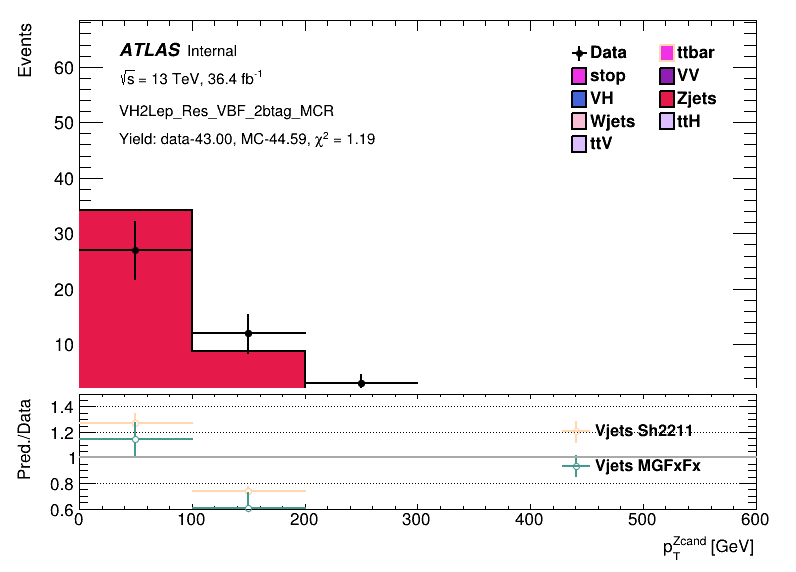 Events
60
50
40
30
20
10
ATLAS Internal
√s = 13 TeV, 36.4 fb⁻¹
VH2Lep_Res_VBF_2btag_MCR
Yield: data-43.00, MC-44.59, χ² = 1.19
Data
ttbar
stop
VV
VH
Zjets
Wjets
ttH
ttV
Pred./Data
1.4
1.2
1
0.8
0.6
Vjets Sh2211
Vjets MGFxFx
0 100 200 300 400 500 600
p_T^Zcand [GeV]